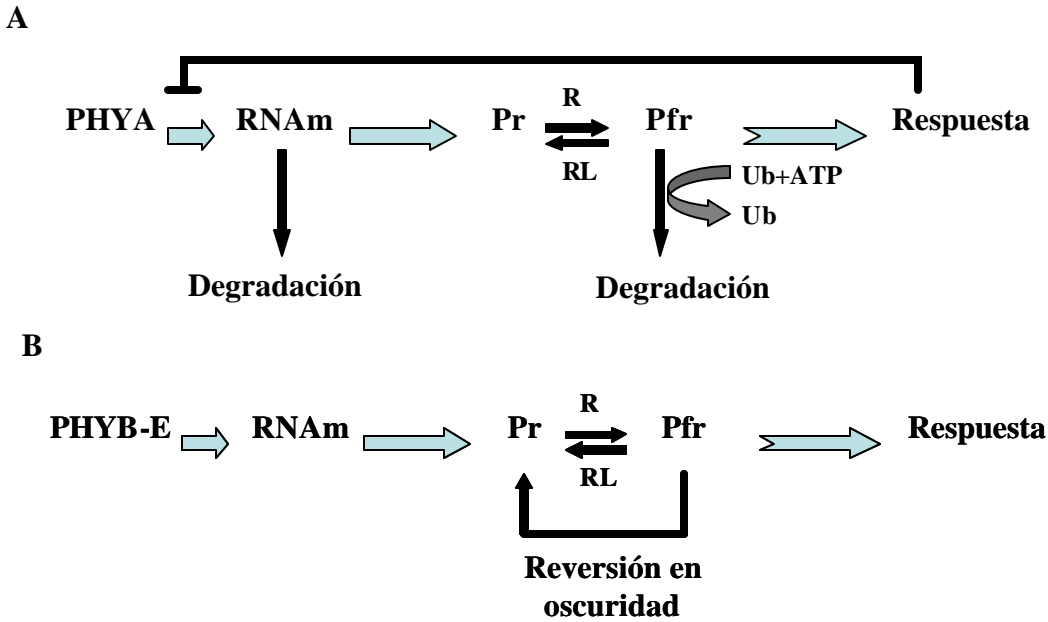 A
PHYA
RNAm
Pr
R
RL
Pfr
Respuesta
Ub+ATP
Ub
Degradación
Degradación
B
PHYB-E
RNAm
Pr
R
RL
Pfr
Respuesta
Reversión en
oscuridad